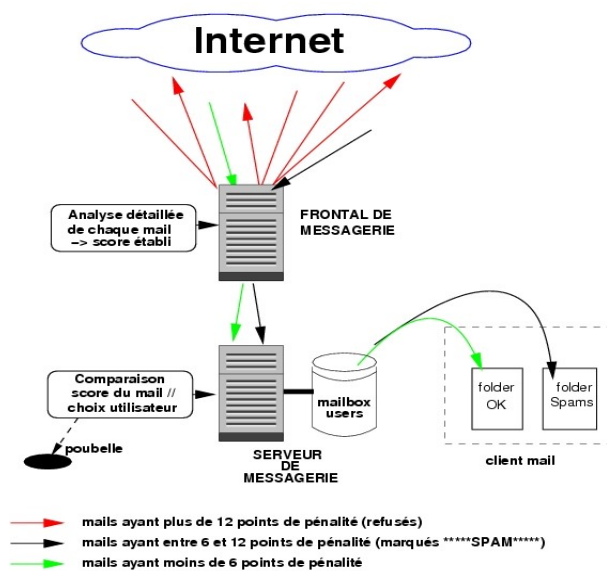 Internet
Analyse détaillée
de chaque mail
—> score établi
FRONTAL DE
MESSAGERIE
Comparaison
score du mail //
choix utilisateur
poubelle
mailbox
users
SERVEUR
DE
MESSAGERIE
folder
OK
folder
Spams
client mail
mails ayant plus de 12 points de pénalité (refusés)
mails ayant entre 6 et 12 points de pénalité (marqués *****SPAM*****)
mails ayant moins de 6 points de pénalité